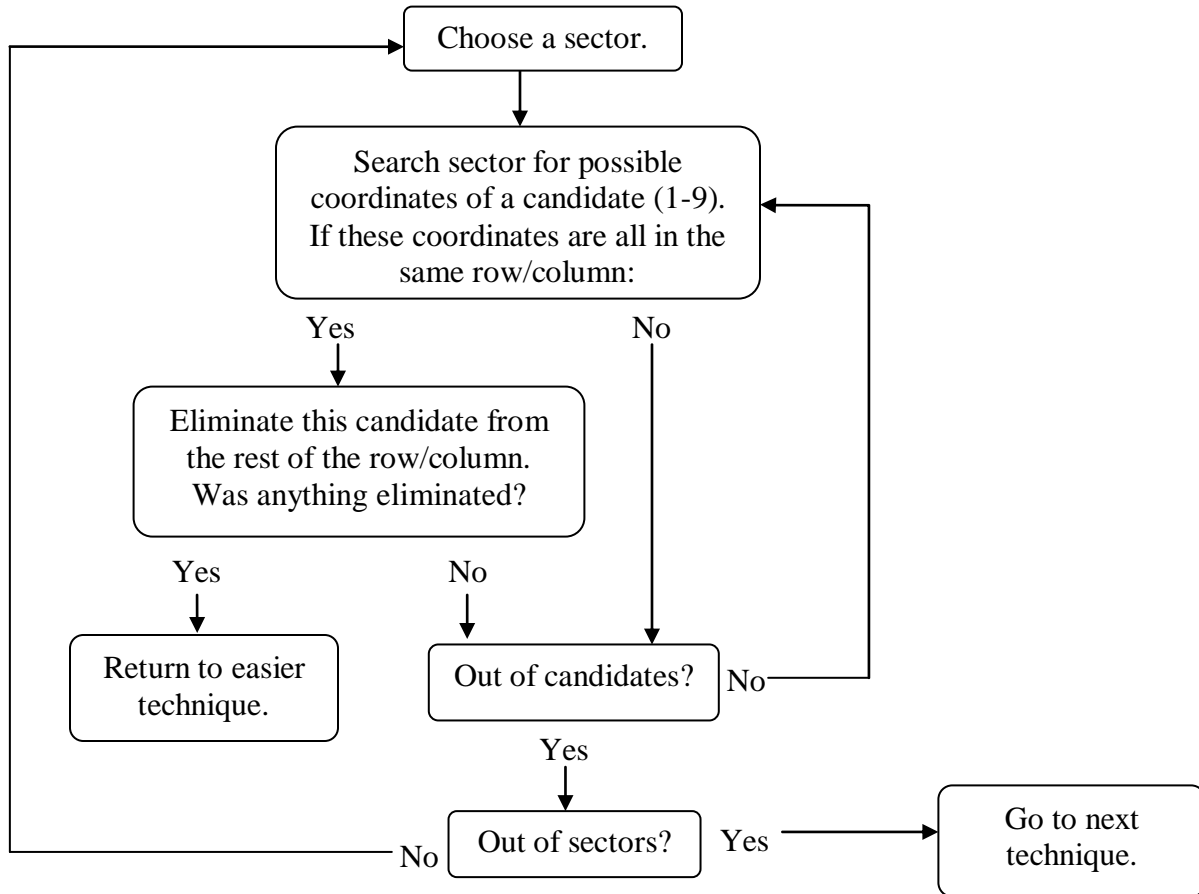 Choose a sector.
Search sector for possible
coordinates of a candidate (1-9).
If these coordinates are all in the
same row/column:
Yes
No
Eliminate this candidate from
the rest of the row/column.
Was anything eliminated?
Yes
No
Return to easier
technique.
Out of candidates?
No
Yes
Out of sectors?
No
Yes
Go to next
technique.